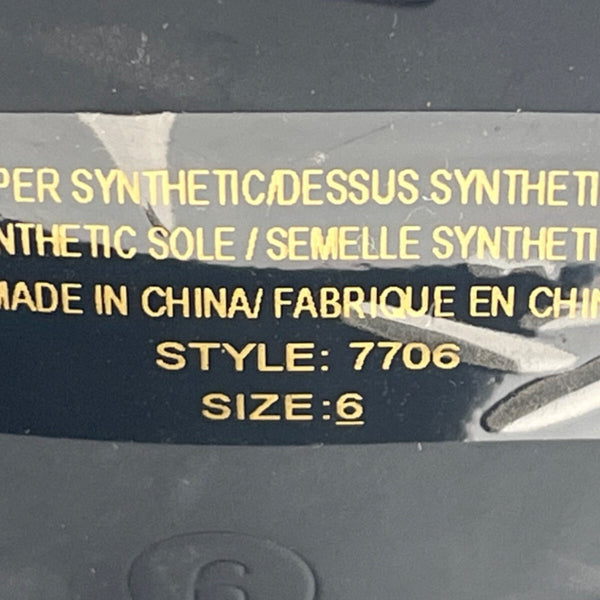 PER SYNTHETIC/DESSUS SYNTHETI
NTHETIC SOLE / SEMELLE SYNTHETI
MADE IN CHINA/ FABRIQUE EN CHIN
STYLE: 7706
SIZE:6
6